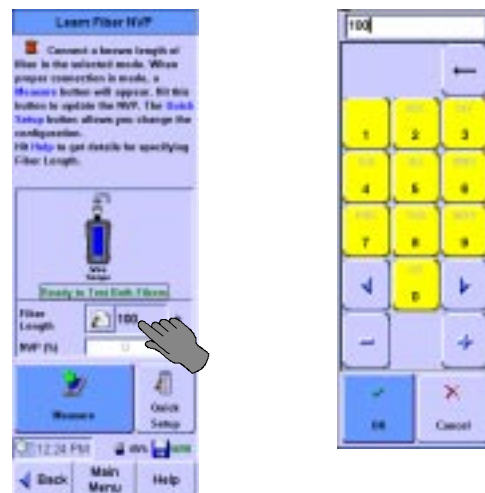 Learn Fiber NVP
Connect a known length of
fiber in the selected mode. When
proper connection is made, a
Measure button will appear. Hit this
button to update the NVP. The Quick
Setup button allows you change the
configuration.
Hit Help to get details for specifying
Fiber Length.
Ready to Test Both Fibers
Fiber
Length
100
NVP (%)
Measure
Quick
Setup
12:24 PM
Back
Main
Menu
Help
100
1
2
3
4
5
6
7
8
9
0
OK
Cancel